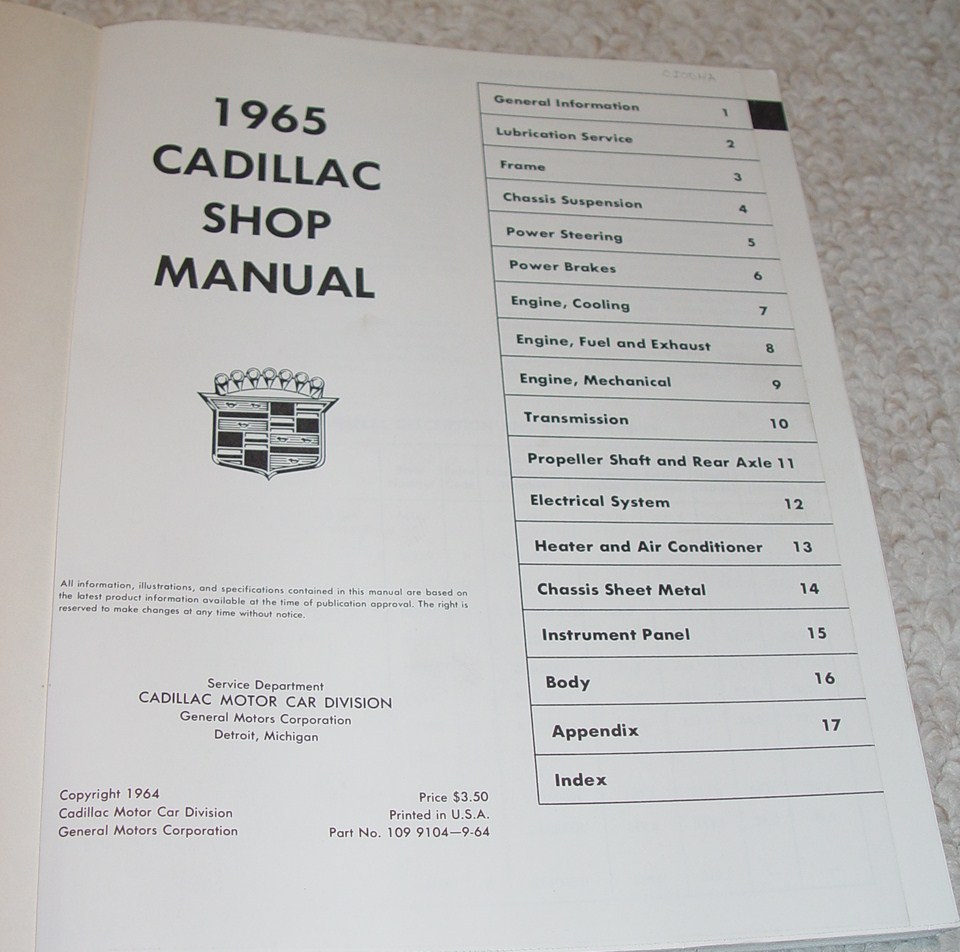 1965
CADILLAC
SHOP
MANUAL
All information, illustrations, and specifications contained in this manual are based on
the latest product information available at the time of publication approval. The right is
reserved to make changes at any time without notice.
Service Department
CADILLAC MOTOR CAR DIVISION
General Motors Corporation
Detroit, Michigan
Copyright 1964
Cadillac Motor Car Division
General Motors Corporation
Price $3.50
Printed in U.S.A.
Part No. 109 9104—9-64
General Information 1
Lubrication Service 2
Frame 3
Chassis Suspension 4
Power Steering 5
Power Brakes 6
Engine, Cooling 7
Engine, Fuel and Exhaust 8
Engine, Mechanical 9
Transmission 10
Propeller Shaft and Rear Axle 11
Electrical System 12
Heater and Air Conditioner 13
Chassis Sheet Metal 14
Instrument Panel 15
Body 16
Appendix 17
Index